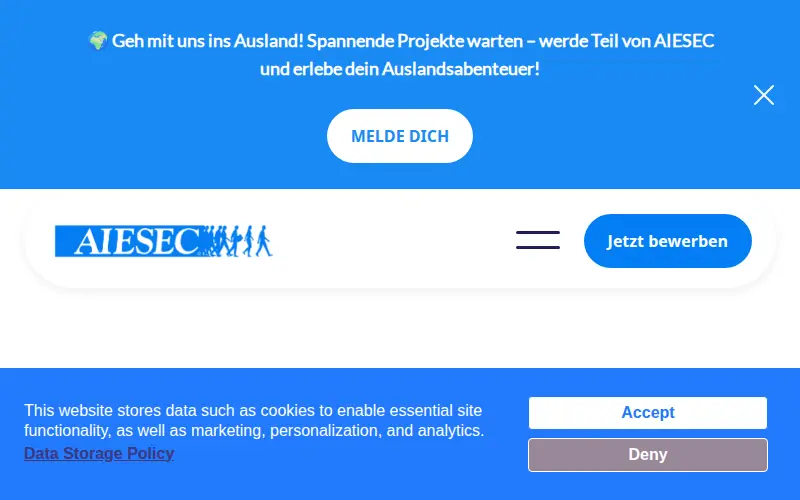 🌍 Geh mit uns ins Ausland! Spannende Projekte warten – werde Teil von AIESEC
und erlebe dein Auslandsabenteuer!
MELDE DICH
AIESEC
Jetzt bewerben
This website stores data such as cookies to enable essential site
functionality, as well as marketing, personalization, and analytics.
Data Storage Policy
Accept
Deny